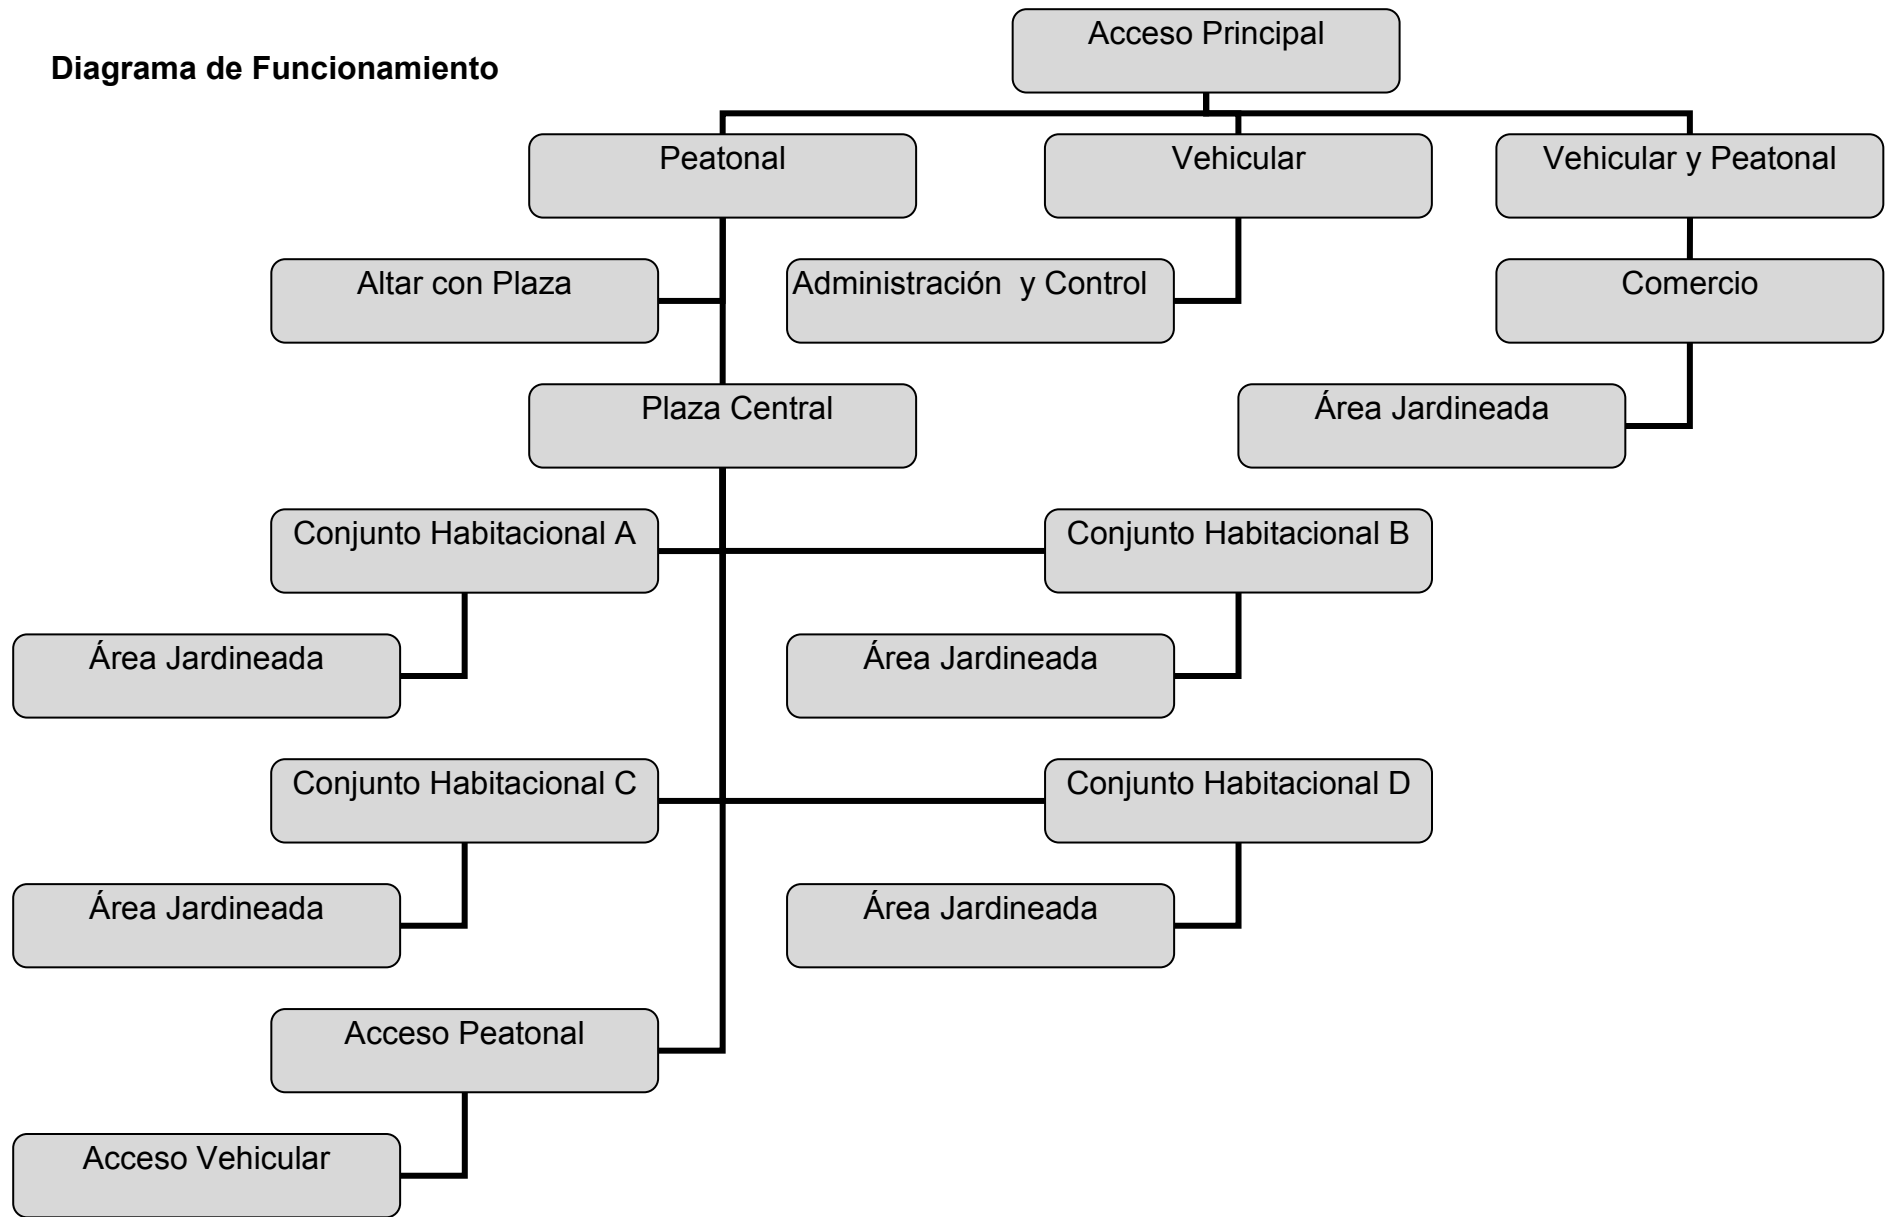 Acceso Principal
Diagrama de Funcionamiento
Peatonal
Vehicular
Vehicular y Peatonal
Altar con Plaza
Administración  y Control
Comercio
Plaza Central
Área Jardineada
Conjunto Habitacional A
Conjunto Habitacional B
Área Jardineada
Área Jardineada
Conjunto Habitacional C
Conjunto Habitacional D
Área Jardineada
Área Jardineada
Acceso Peatonal
Acceso Vehicular